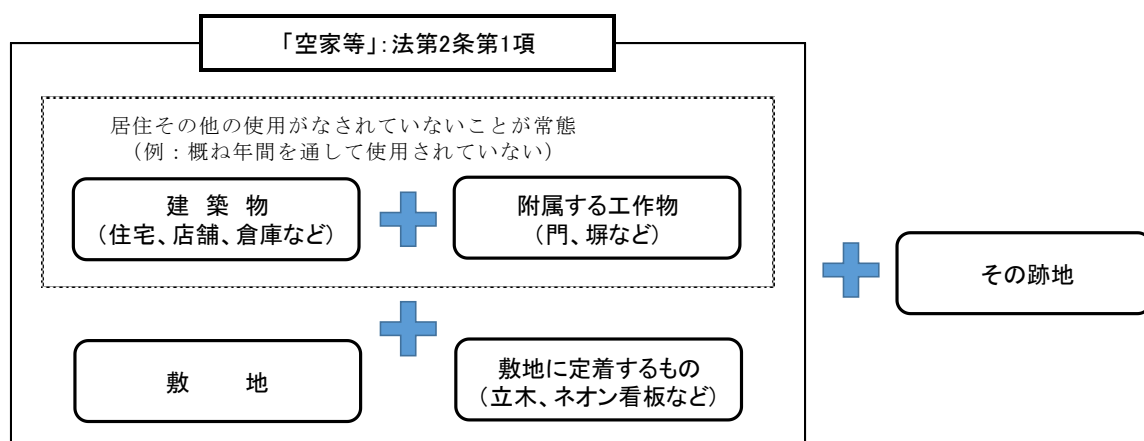 「空家等」：法第2条第1項
居住その他の使用がなされていないことが常態
（例：概ね年間を通して使用されていない）
建　築　物
（住宅、店舗、倉庫など）
附属する工作物
（門、塀など）
その跡地
敷　　地
敷地に定着するもの
（立木、ネオン看板など）